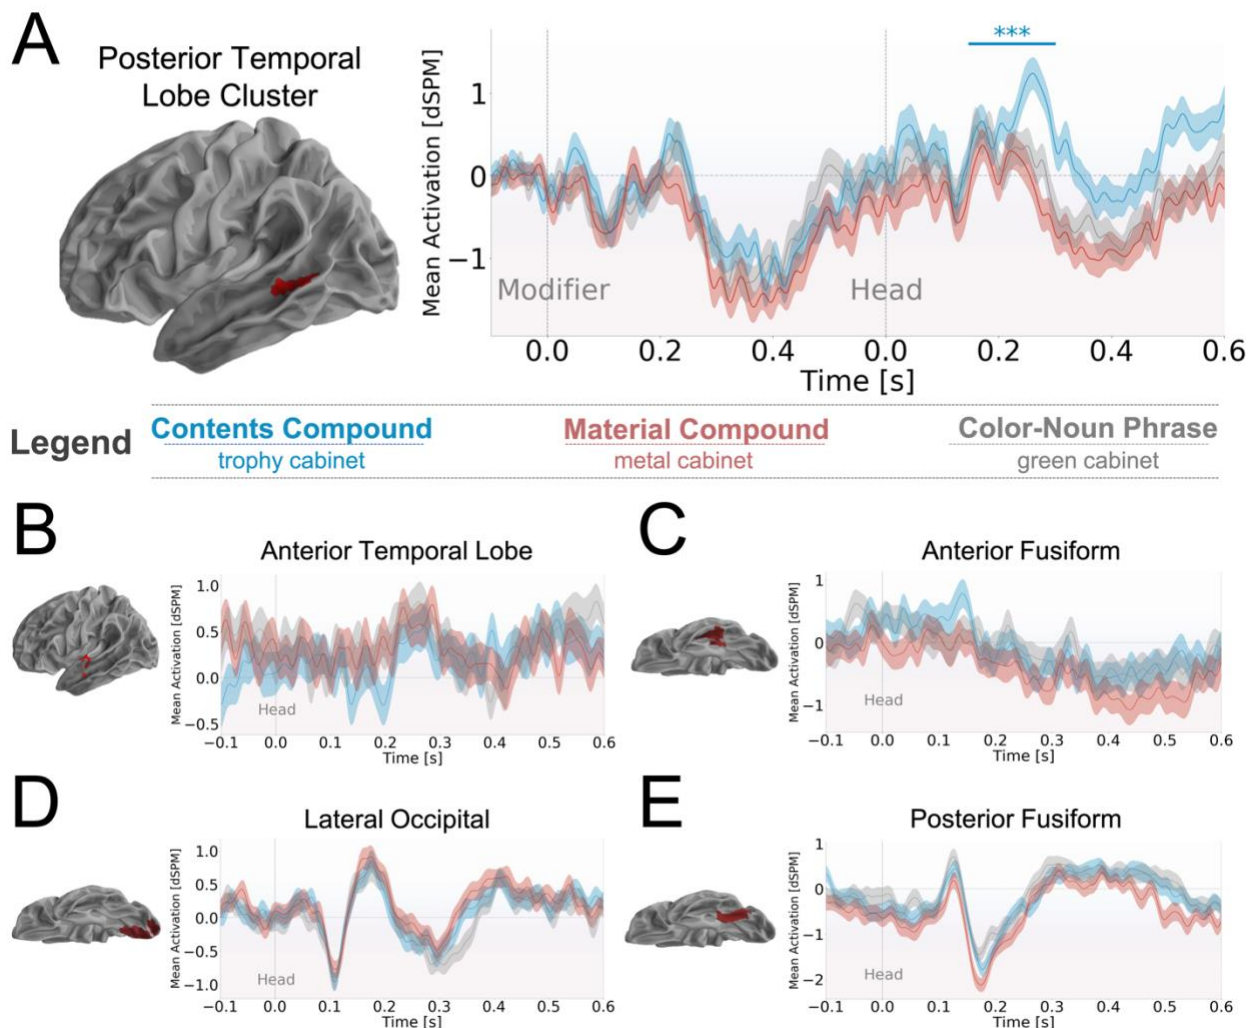 A
Posterior Temporal
Lobe Cluster
Mean Activation [dSPM]
1
0
−1
***
Modifier
Head
0.0 0.2 0.4 0.0 0.2 0.4 0.6
Time [s]
Legend
Contents Compound
trophy cabinet
Material Compound
metal cabinet
Color-Noun Phrase
green cabinet
B
Anterior Temporal Lobe
Mean Activation [dSPM]
1.0
0.5
0.0
−0.5
Head
−0.1 0.0 0.1 0.2 0.3 0.4 0.5 0.6
Time [s]
C
Anterior Fusiform
Mean Activation [dSPM]
1
0
−1
Head
−0.1 0.0 0.1 0.2 0.3 0.4 0.5 0.6
Time [s]
D
Lateral Occipital
Mean Activation [dSPM]
1.0
0.5
0.0
−0.5
−1.0
Head
−0.1 0.0 0.1 0.2 0.3 0.4 0.5 0.6
Time [s]
E
Posterior Fusiform
Mean Activation [dSPM]
1
0
−1
−2
Head
−0.1 0.0 0.1 0.2 0.3 0.4 0.5 0.6
Time [s]